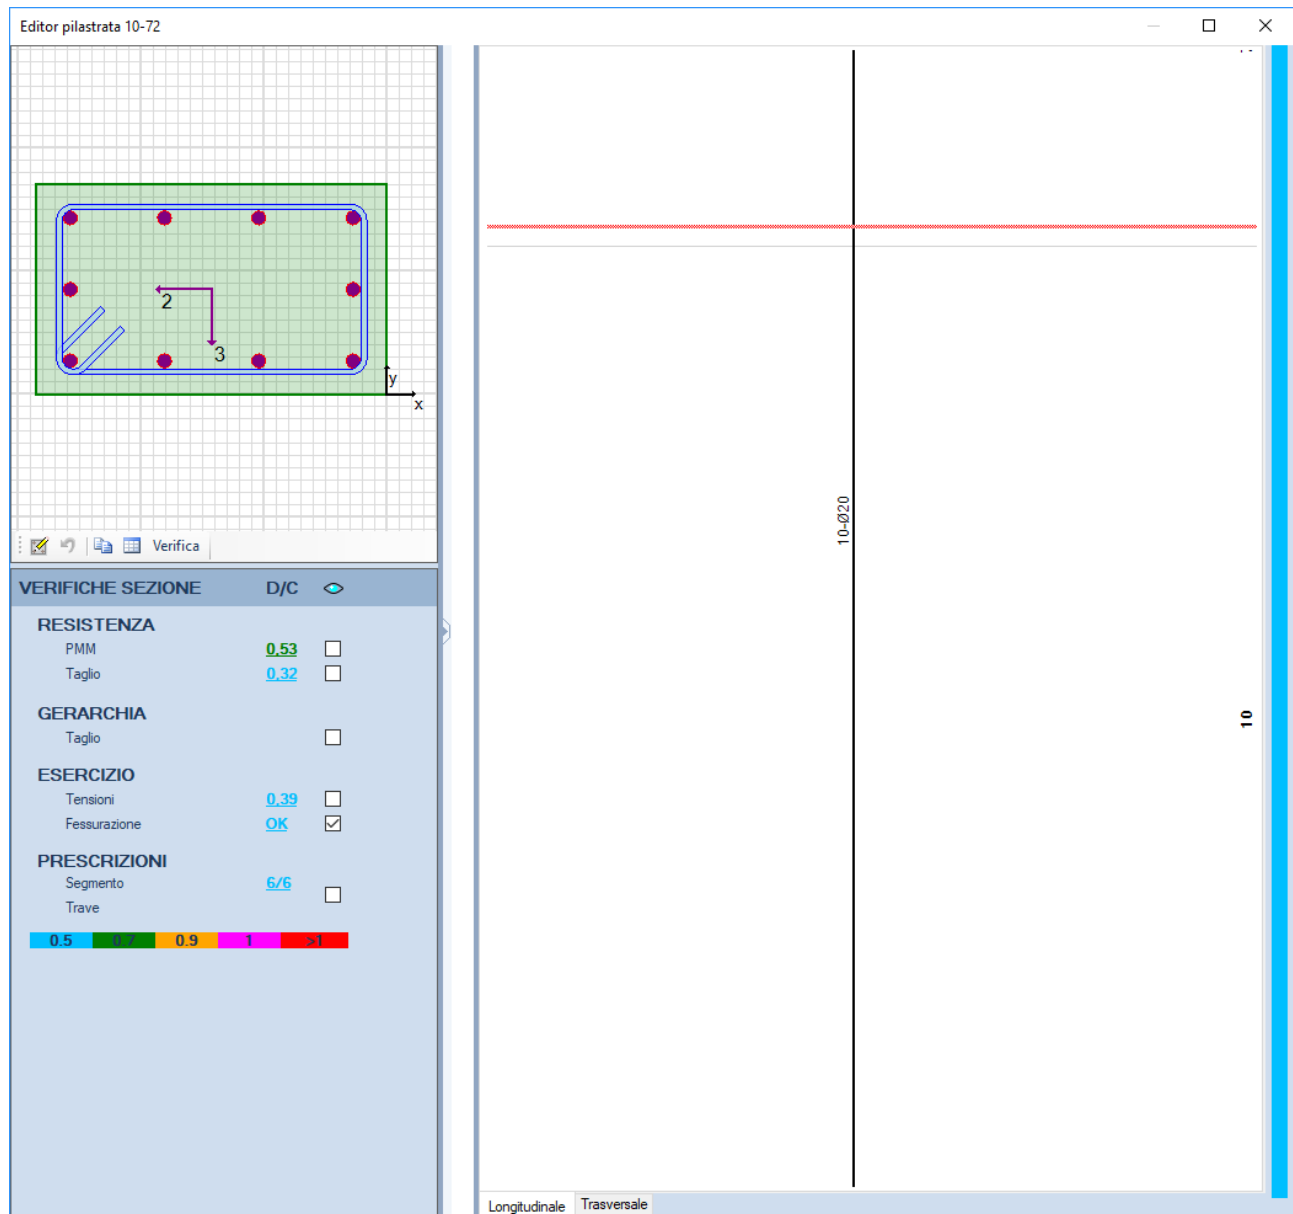 Editor pilastrata 10-72
2
3
y
x
Verifica
VERIFICHE SEZIONE D/C
RESISTENZA
PMM 0,53
Taglio 0,32
GERARCHIA
Taglio
ESERCIZIO
Tensioni 0,39
Fessurazione OK
PRESCRIZIONI
Segmento 6/6
Trave
0.5 0.7 0.9 1 >1
10-Ø20
10
Longitudinale Trasversale